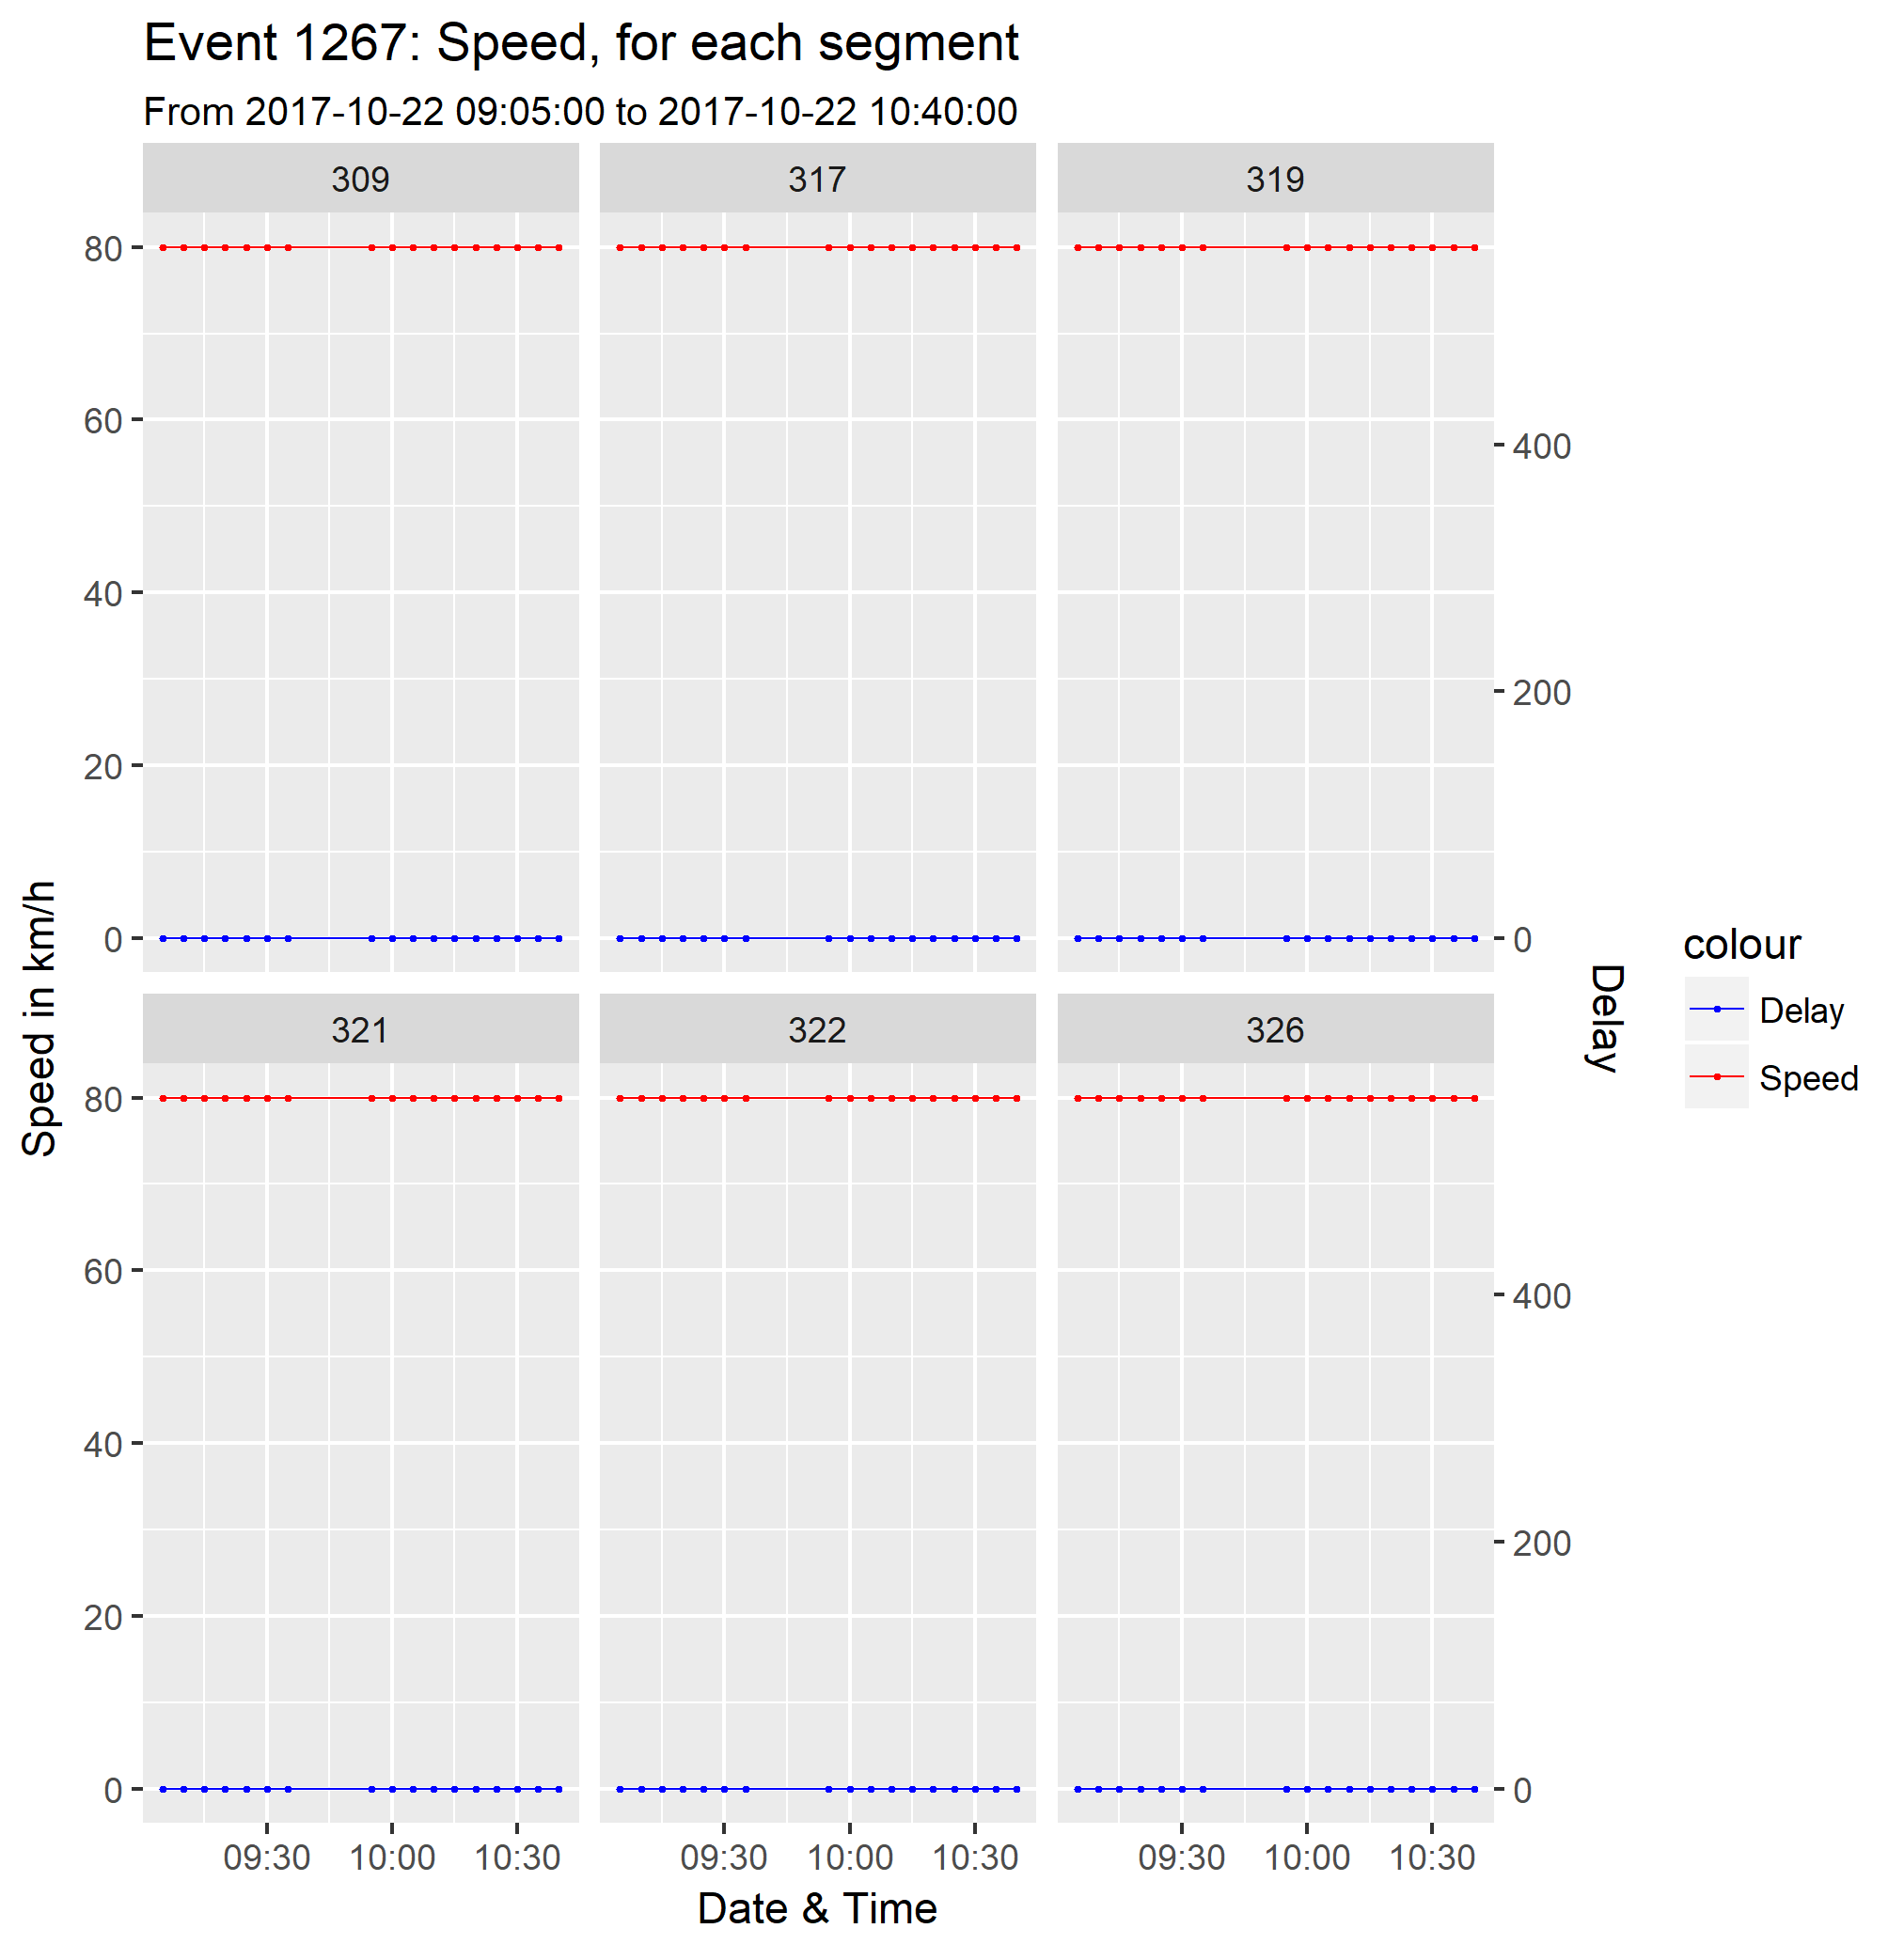 Event 1267: Speed, for each segment
From 2017-10-22 09:05:00 to 2017-10-22 10:40:00
309 317 319
80
60
40
20
0
400
200
0
321 322 326
80
60
40
20
0
400
200
0
09:30 10:00 10:30 09:30 10:00 10:30 09:30 10:00 10:30
Date & Time
Speed in km/h
Delay
colour
Delay
Speed